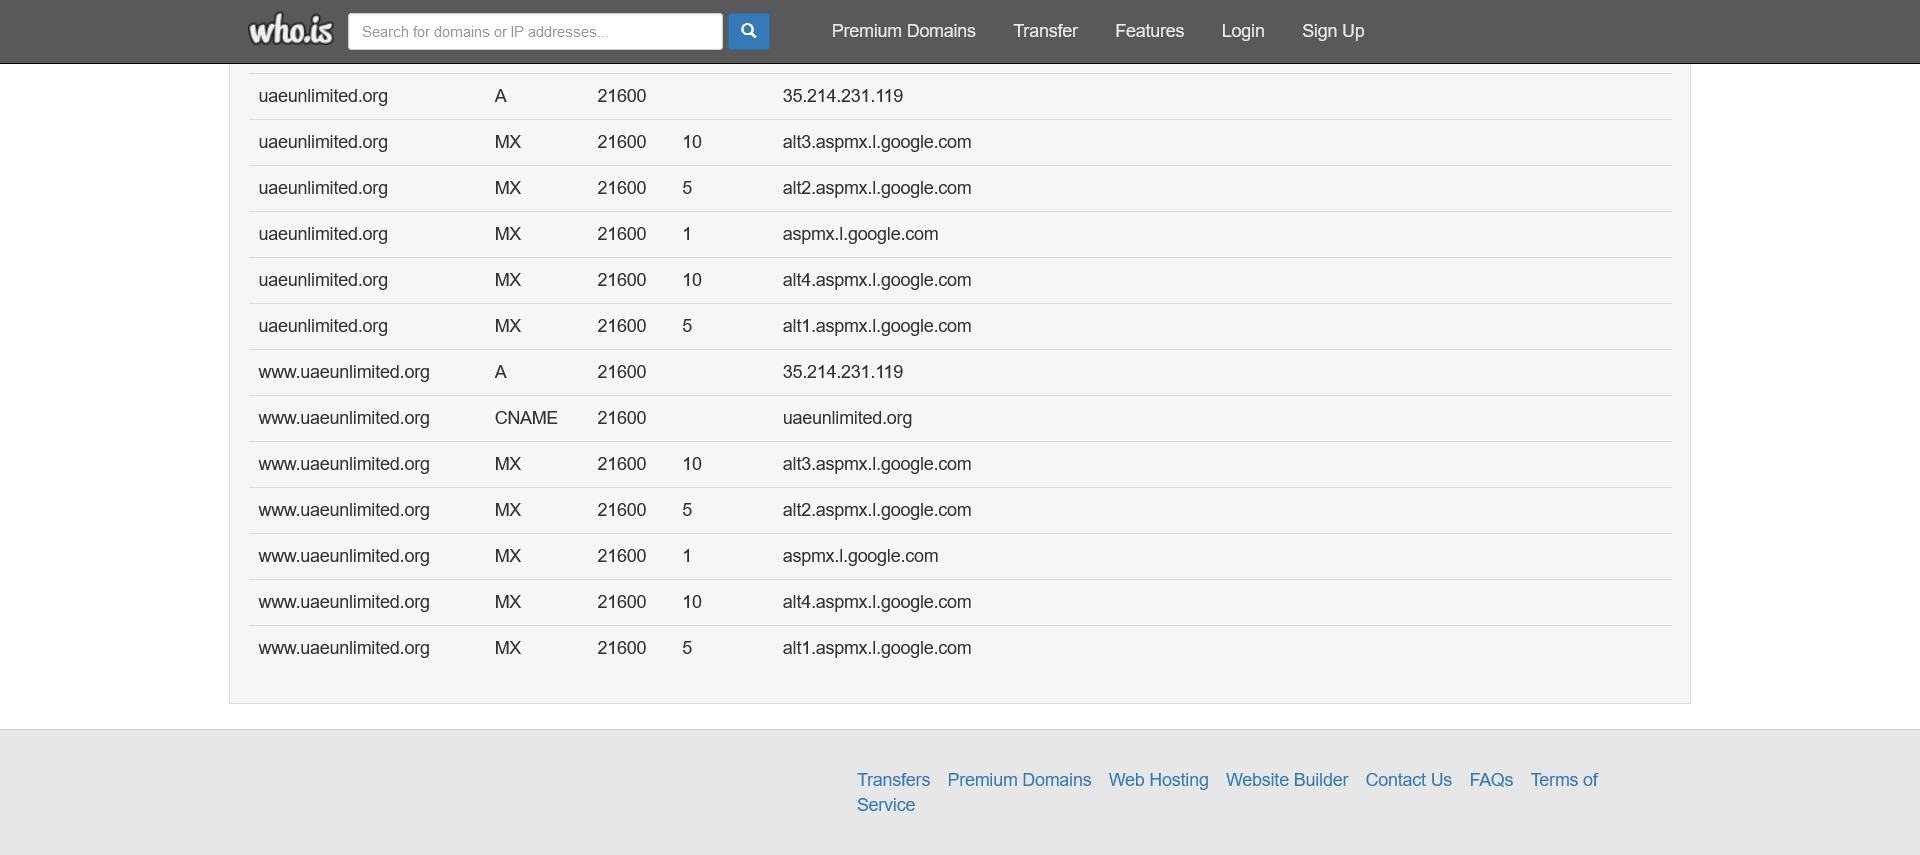 who.is Search for domains or IP addresses... Premium Domains Transfer Features Login Sign Up
uaeunlimited.org A 21600 35.214.231.119
uaeunlimited.org MX 21600 10 alt3.aspmx.l.google.com
uaeunlimited.org MX 21600 5 alt2.aspmx.l.google.com
uaeunlimited.org MX 21600 1 aspmx.l.google.com
uaeunlimited.org MX 21600 10 alt4.aspmx.l.google.com
uaeunlimited.org MX 21600 5 alt1.aspmx.l.google.com
www.uaeunlimited.org A 21600 35.214.231.119
www.uaeunlimited.org CNAME 21600 uaeunlimited.org
www.uaeunlimited.org MX 21600 10 alt3.aspmx.l.google.com
www.uaeunlimited.org MX 21600 5 alt2.aspmx.l.google.com
www.uaeunlimited.org MX 21600 1 aspmx.l.google.com
www.uaeunlimited.org MX 21600 10 alt4.aspmx.l.google.com
www.uaeunlimited.org MX 21600 5 alt1.aspmx.l.google.com
Transfers Premium Domains Web Hosting Website Builder Contact Us FAQs Terms of
Service